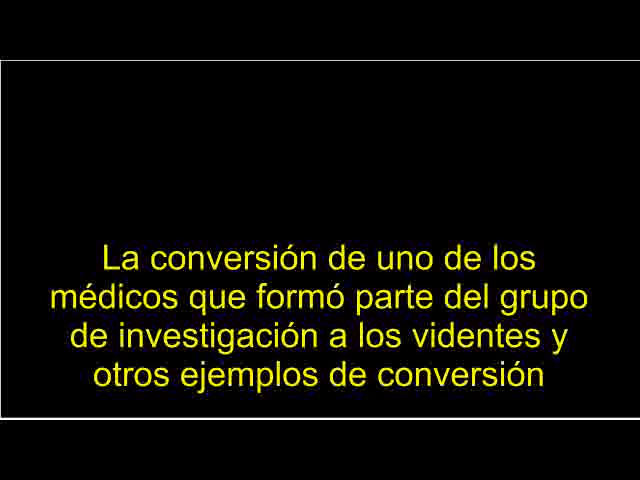 La conversión de uno de los
médicos que formó parte del grupo
de investigación a los videntes y
otros ejemplos de conversión